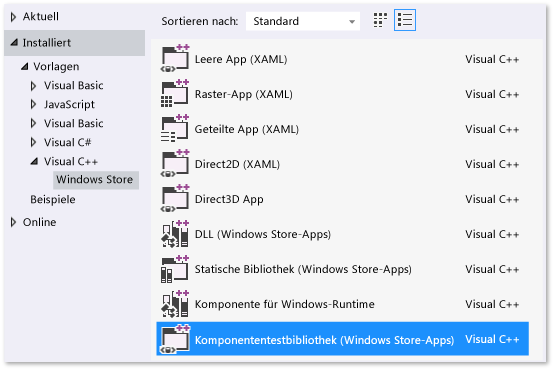 Aktuell
Installiert
Vorlagen
Visual Basic
JavaScript
Visual Basic
Visual C#
Visual C++
Windows Store
Beispiele
Online
Sortieren nach: Standard
Leere App (XAML) Visual C++
Raster-App (XAML) Visual C++
Geteilte App (XAML) Visual C++
Direct2D (XAML) Visual C++
Direct3D App Visual C++
DLL (Windows Store-Apps) Visual C++
Statische Bibliothek (Windows Store-Apps) Visual C++
Komponente für Windows-Runtime Visual C++
Komponententestbibliothek (Windows Store-Apps) Visual C++